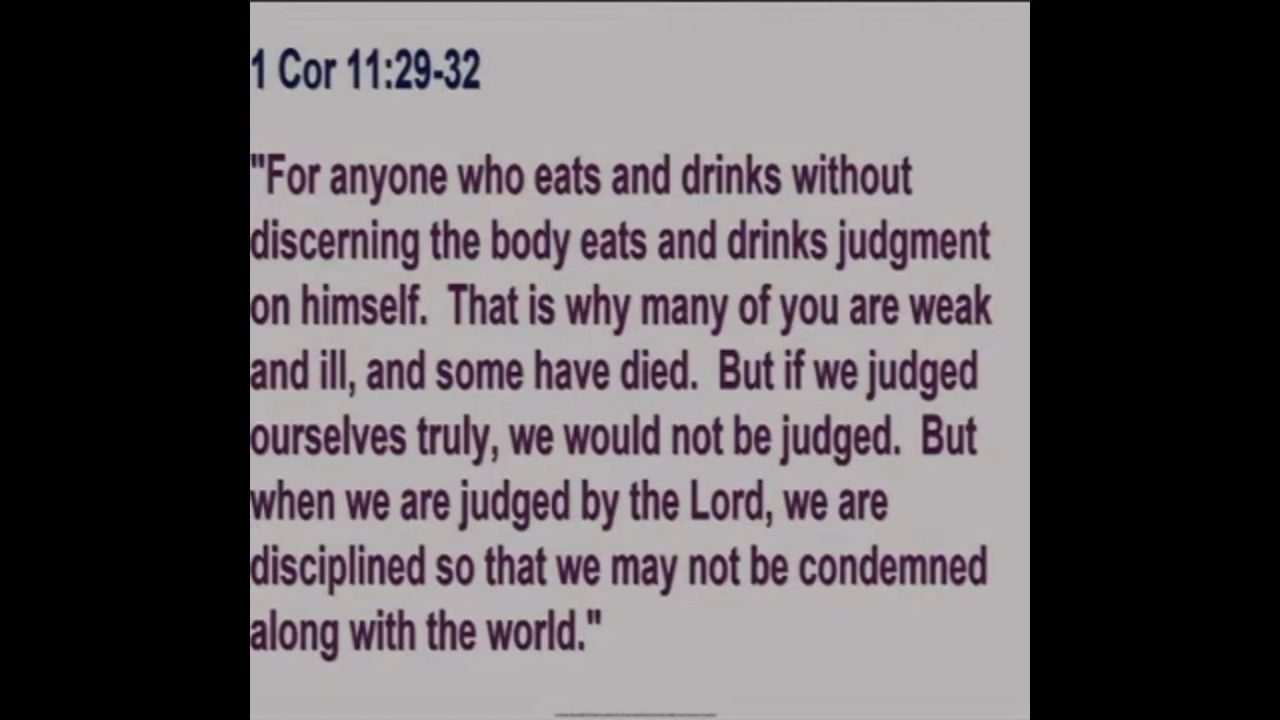 1 Cor 11:29-32
"For anyone who eats and drinks without
discerning the body eats and drinks judgment
on himself.  That is why many of you are weak
and ill, and some have died.  But if we judged
ourselves truly, we would not be judged.  But
when we are judged by the Lord, we are
disciplined so that we may not be condemned
along with the world."